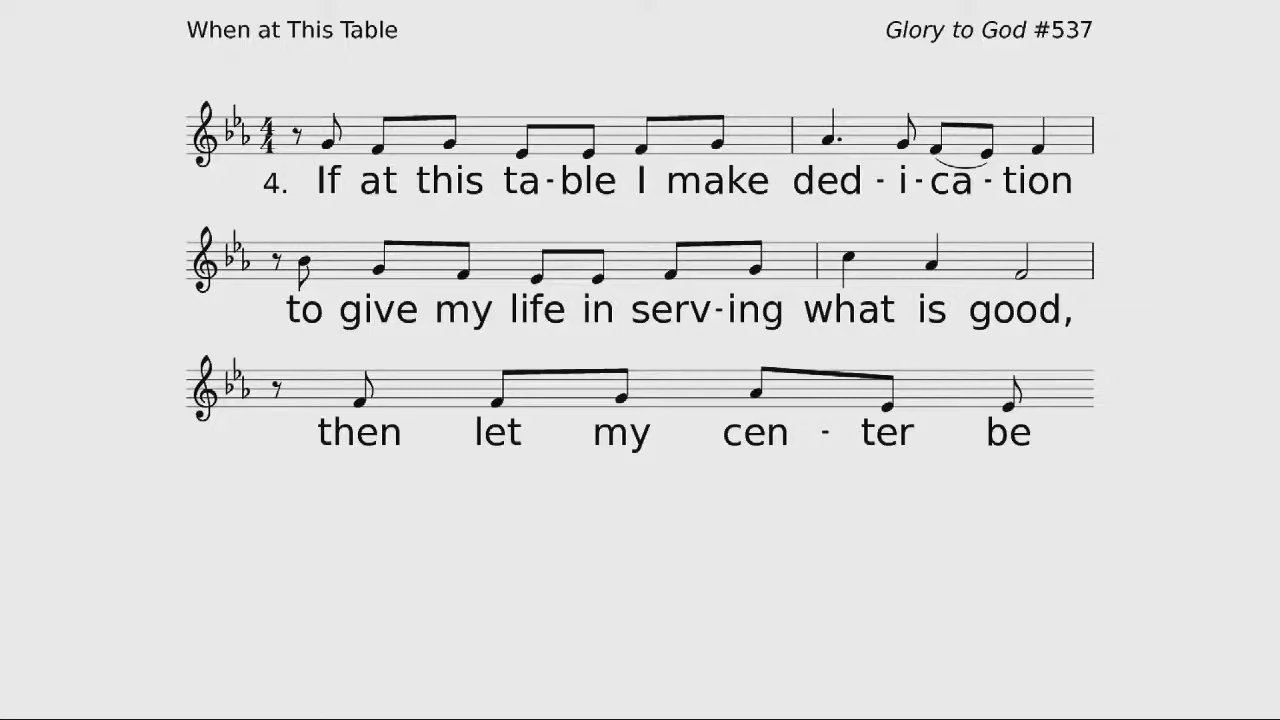 When at This Table Glory to God #537
4. If at this ta-ble I make ded-i-ca-tion
to give my life in serv-ing what is good,
then let my cen-ter be